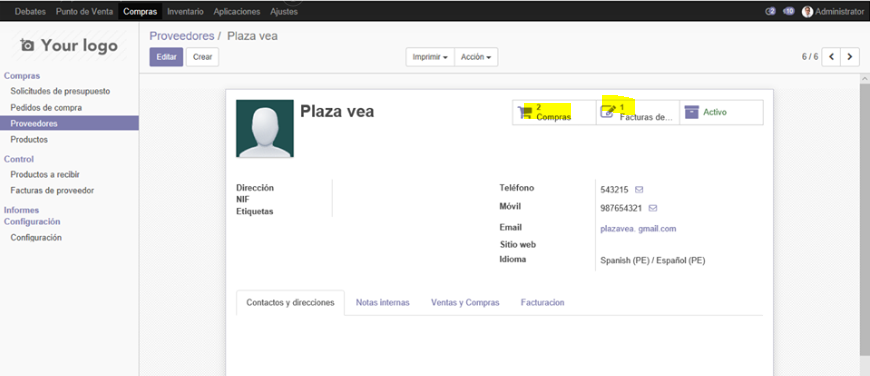 Debates Punto de Venta Compras Inventario Aplicaciones Ajustes
2 10 Administrator
Your logo
Proveedores / Plaza vea
Editar Crear Imprimir Acción 6 / 6
Compras
Solicitudes de presupuesto
Pedidos de compra
Proveedores
Productos
Control
Productos a recibir
Facturas de proveedor
Informes
Configuración
Configuración
Plaza vea
2
Compras
1
Facturas de...
Activo
Dirección
NIF
Etiquetas
Teléfono 543215
Móvil 987654321
Email plazavea. gmail.com
Sitio web
Idioma Spanish (PE) / Español (PE)
Contactos y direcciones Notas internas Ventas y Compras Facturacion